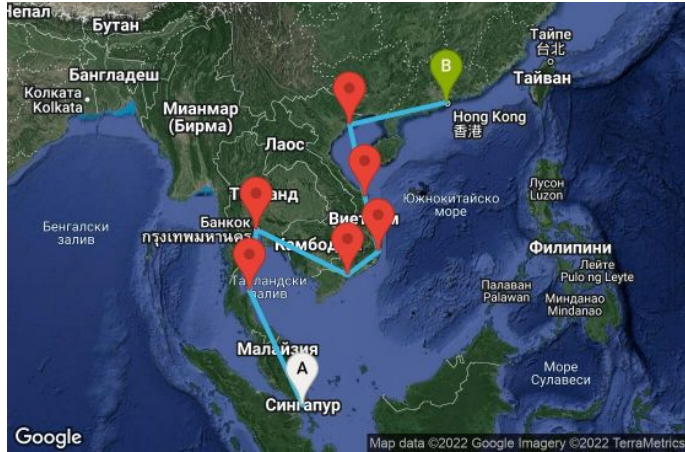 Непал
Бутан
Бангладеш
Колката
Kolkata
Мианмар
(Бирма)
Лаос
Тайпе
台北
Тайван
B
Hong Kong
香港
Банкок
กรุงเทพมหานคร
Южнокитайско
море
Лусон
Luzon
Бенгалски
залив
Филипини
Лейте
Pulo ng Leyte
Палаван
Palawan
Минданао
Mindanao
залив
Малайзия
A
Сингапур
Море
Сулавеси
Google
Map data ©2022 Google Imagery ©2022 TerraMetrics